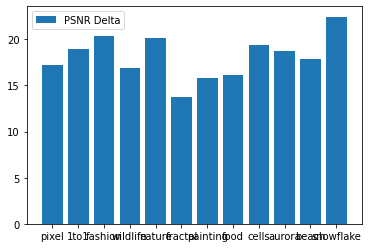 PSNR Delta
20
15
10
5
0
pixel 1to1 fashion wildlife nature fractal painting food cells aurora beach snowflake